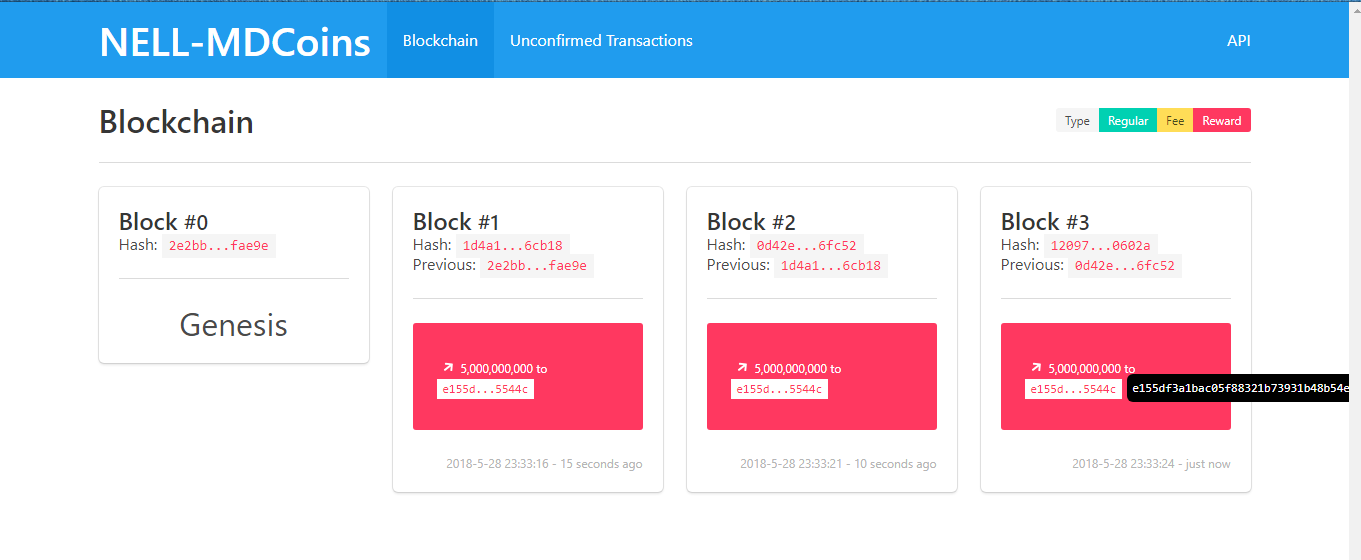 NELL-MDCoins Blockchain Unconfirmed Transactions API
Blockchain
Type Regular Fee Reward
Block #0
Hash: 2e2bb...fae9e
Genesis
Block #1
Hash: 1d4a1...6cb18
Previous: 2e2bb...fae9e
5,000,000,000 to
e155d...5544c
2018-5-28 23:33:16 - 15 seconds ago
Block #2
Hash: 0d42e...6fc52
Previous: 1d4a1...6cb18
5,000,000,000 to
e155d...5544c
2018-5-28 23:33:21 - 10 seconds ago
Block #3
Hash: 12097...0602a
Previous: 0d42e...6fc52
5,000,000,000 to
e155d...5544c e155df3a1bac05f88321b73931b48b54e
2018-5-28 23:33:24 - just now